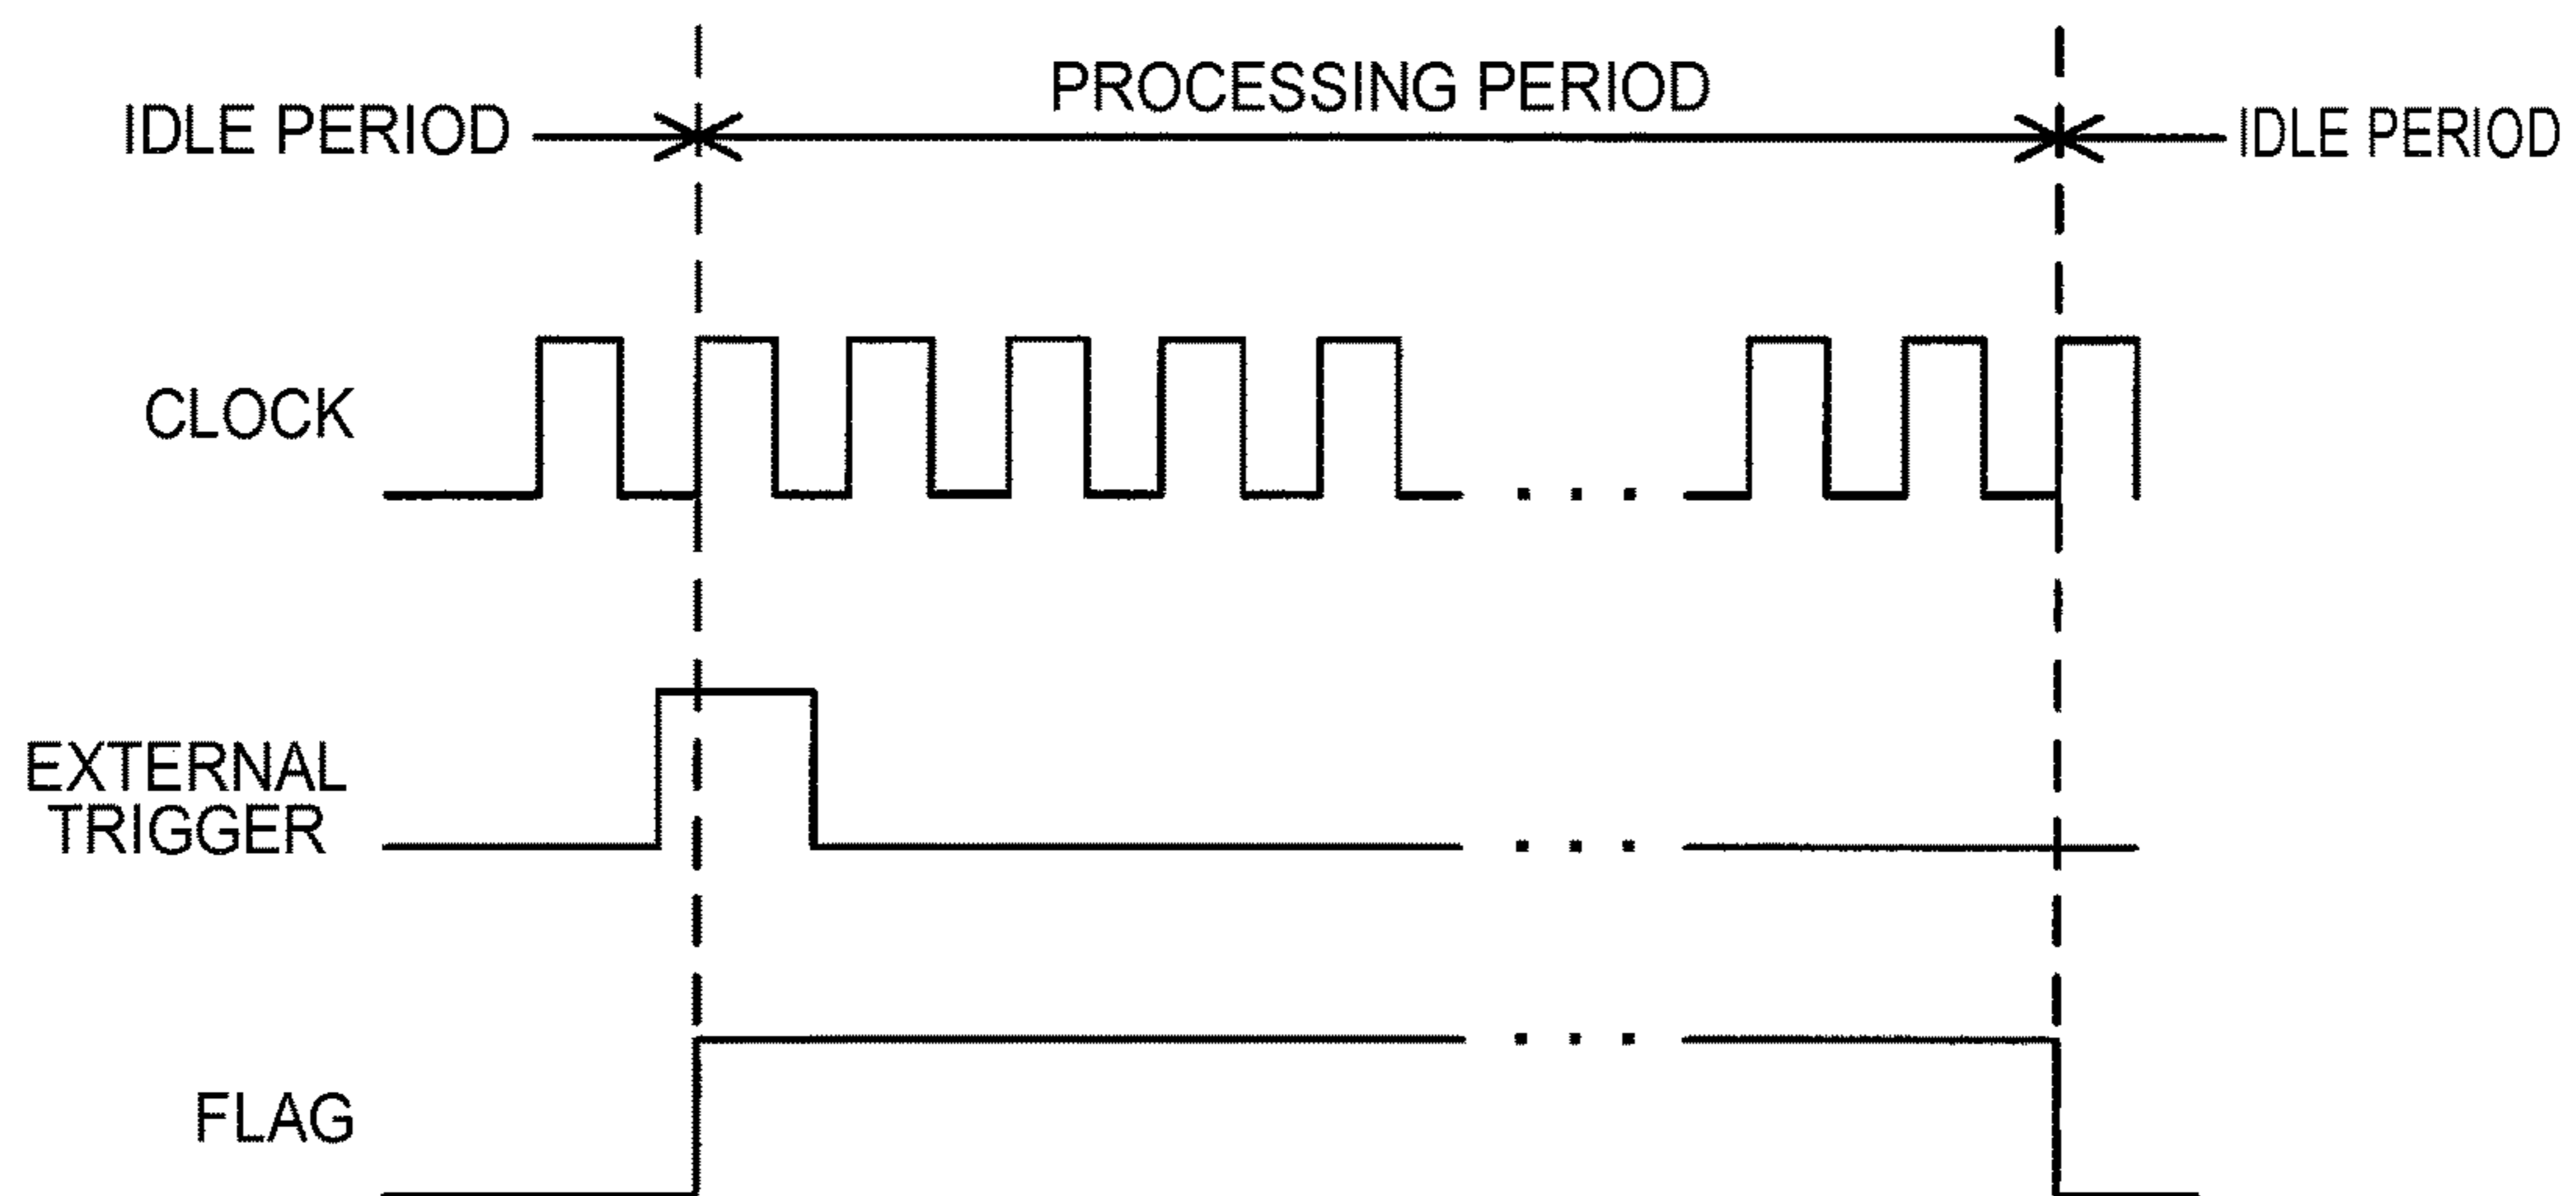 PROCESSING PERIOD
IDLE PERIOD
IDLE PERIOD
CLOCK
EXTERNAL
TRIGGER
FLAG